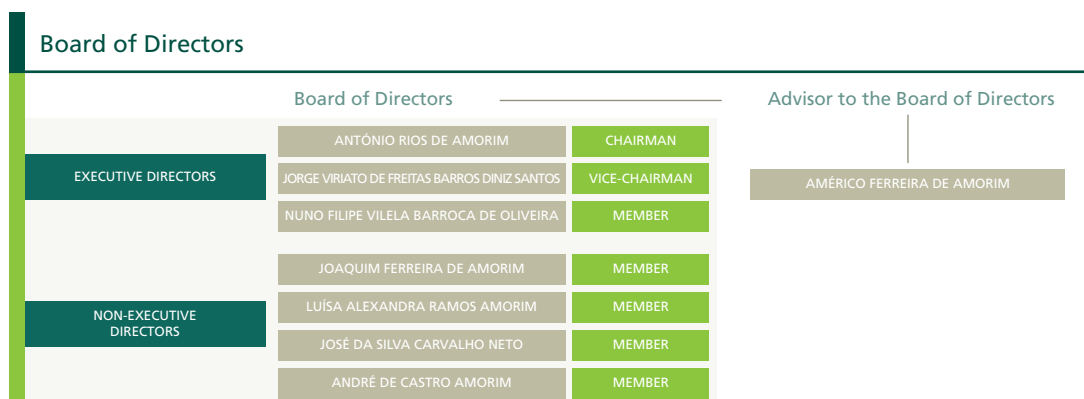 Board of Directors
Board of Directors
Advisor to the Board of Directors
EXECUTIVE DIRECTORS
ANTÓNIO RIOS DE AMORIM
CHAIRMAN
JORGE VIRIATO DE FREITAS BARROS DINIZ SANTOS
VICE-CHAIRMAN
NUNO FILIPE VILELA BARROCA DE OLIVEIRA
MEMBER
AMÉRICO FERREIRA DE AMORIM
NON-EXECUTIVE
DIRECTORS
JOAQUIM FERREIRA DE AMORIM
MEMBER
LUÍSA ALEXANDRA RAMOS AMORIM
MEMBER
JOSÉ DA SILVA CARVALHO NETO
MEMBER
ANDRÉ DE CASTRO AMORIM
MEMBER